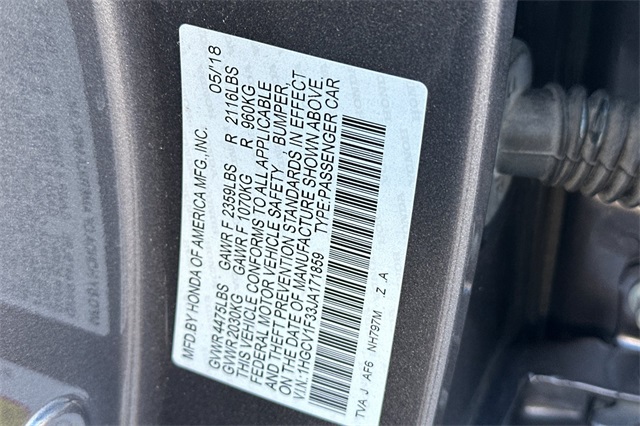 MFD BY HONDA OF AMERICA MFG., INC. 05/'18
GVWR 4475LBS GAWR F 2359LBS R 2116LBS
GVWR 2030KG GAWR F 1070KG R 960KG
THIS VEHICLE CONFORMS TO ALL APPLICABLE
FEDERAL MOTOR VEHICLE SAFETY, BUMPER,
AND THEFT PREVENTION STANDARDS IN EFFECT
ON THE DATE OF MANUFACTURE SHOWN ABOVE.
V.I.N:1HGCV1F33JA171859 TYPE:PASSENGER CAR
TVA J AF6 NH797M .Z .A